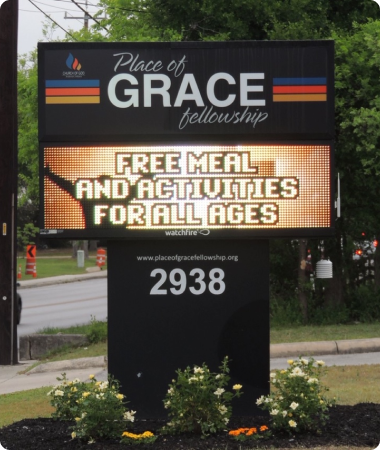 Place of
GRACE
fellowship
FREE MEAL
AND ACTIVITIES
FOR ALL AGES
watchfire
www.placeofgracefellowship.org
2938